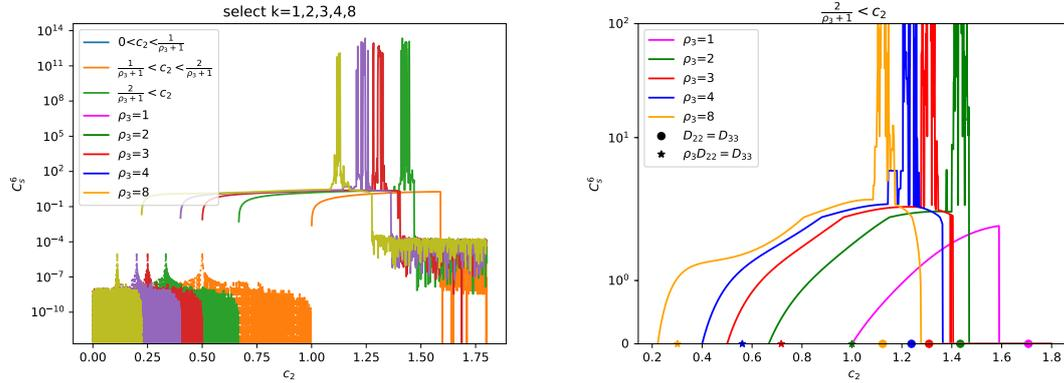 select k=1,2,3,4,8
10^14
10^11
10^8
10^5
10^2
10^-1
10^-4
10^-7
10^-10
C_s^6
0<c_2<1/(ρ_3+1)
1/(ρ_3+1)<c_2<2/(ρ_3+1)
2/(ρ_3+1)<c_2
ρ_3=1
ρ_3=2
ρ_3=3
ρ_3=4
ρ_3=8
0.00 0.25 0.50 0.75 1.00 1.25 1.50 1.75
c_2
2/(ρ_3+1)<c_2
10^2
10^1
10^0
0
C_s^6
ρ_3=1
ρ_3=2
ρ_3=3
ρ_3=4
ρ_3=8
D_22=D_33
ρ_3D_22=D_33
0.2 0.4 0.6 0.8 1.0 1.2 1.4 1.6 1.8
c_2